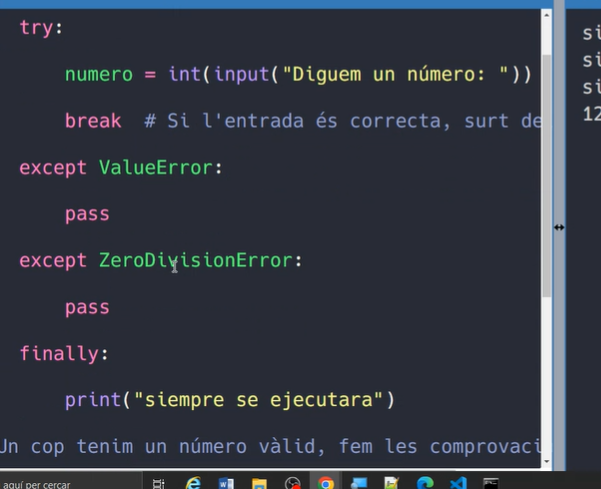 try:
numero = int(input("Diguem un número: "))
break # Si l'entrada és correcta, surt de
except ValueError:
pass
except ZeroDivisionError:
pass
finally:
print("siempre se ejecutara")
Un cop tenim un número vàlid, fem les comprovaci
si
si
si
12
aquí per cercar